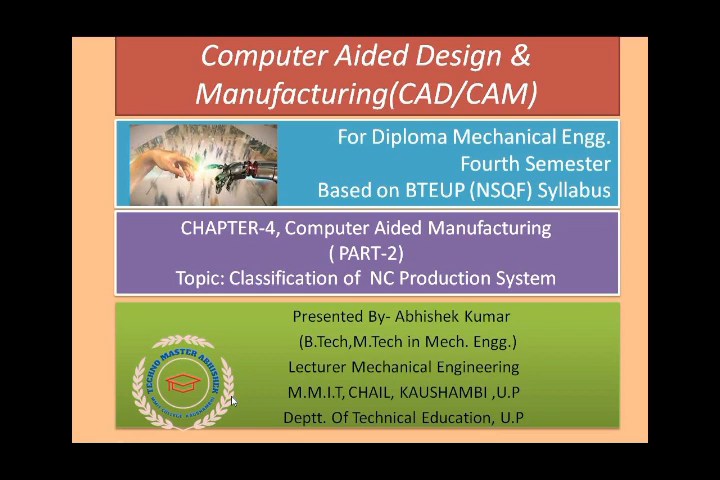 Computer Aided Design &
Manufacturing(CAD/CAM)
For Diploma Mechanical Engg.
Fourth Semester
Based on BTEUP (NSQF) Syllabus
CHAPTER-4, Computer Aided Manufacturing
( PART-2)
Topic: Classification of NC Production System
Presented By- Abhishek Kumar
(B.Tech,M.Tech in Mech. Engg.)
Lecturer Mechanical Engineering
M.M.I.T, CHAIL, KAUSHAMBI ,U.P
Deptt. Of Technical Education, U.P
TECHNO MASTER ABHISHEK